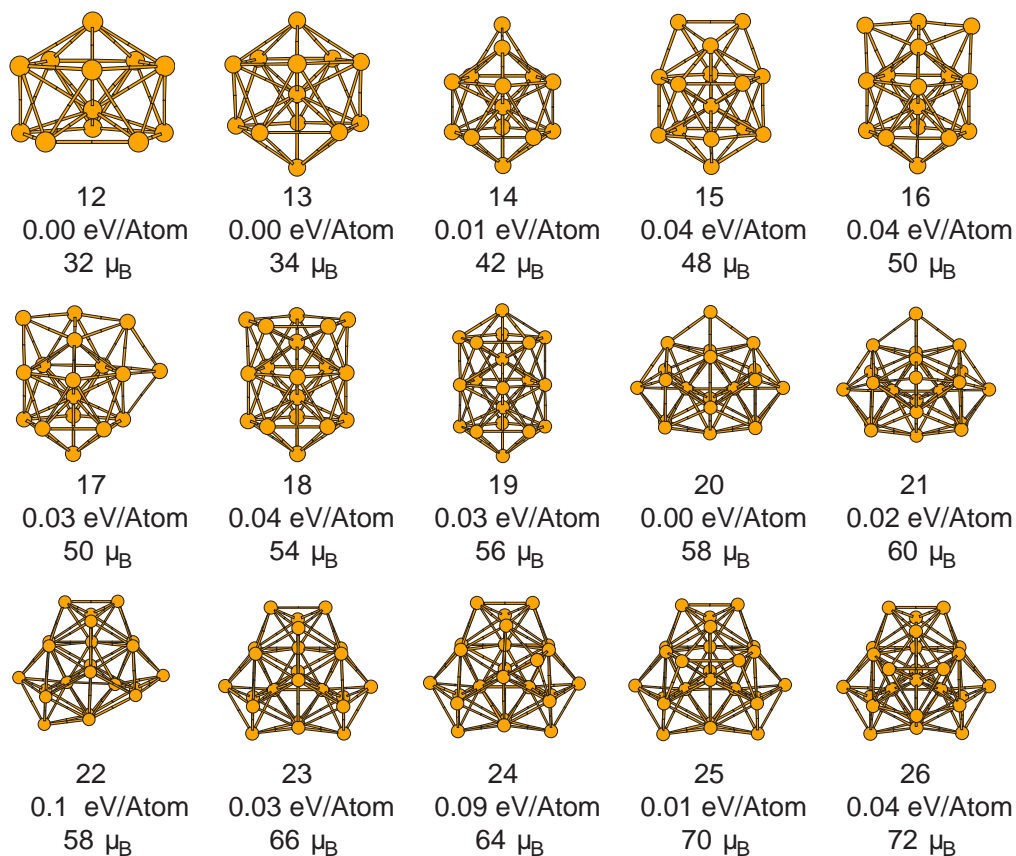 12 13 14 15 16
0.00 eV/Atom 0.00 eV/Atom 0.01 eV/Atom 0.04 eV/Atom 0.04 eV/Atom
32 μB 34 μB 42 μB 48 μB 50 μB
17 18 19 20 21
0.03 eV/Atom 0.04 eV/Atom 0.03 eV/Atom 0.00 eV/Atom 0.02 eV/Atom
50 μB 54 μB 56 μB 58 μB 60 μB
22 23 24 25 26
0.1 eV/Atom 0.03 eV/Atom 0.09 eV/Atom 0.01 eV/Atom 0.04 eV/Atom
58 μB 66 μB 64 μB 70 μB 72 μB